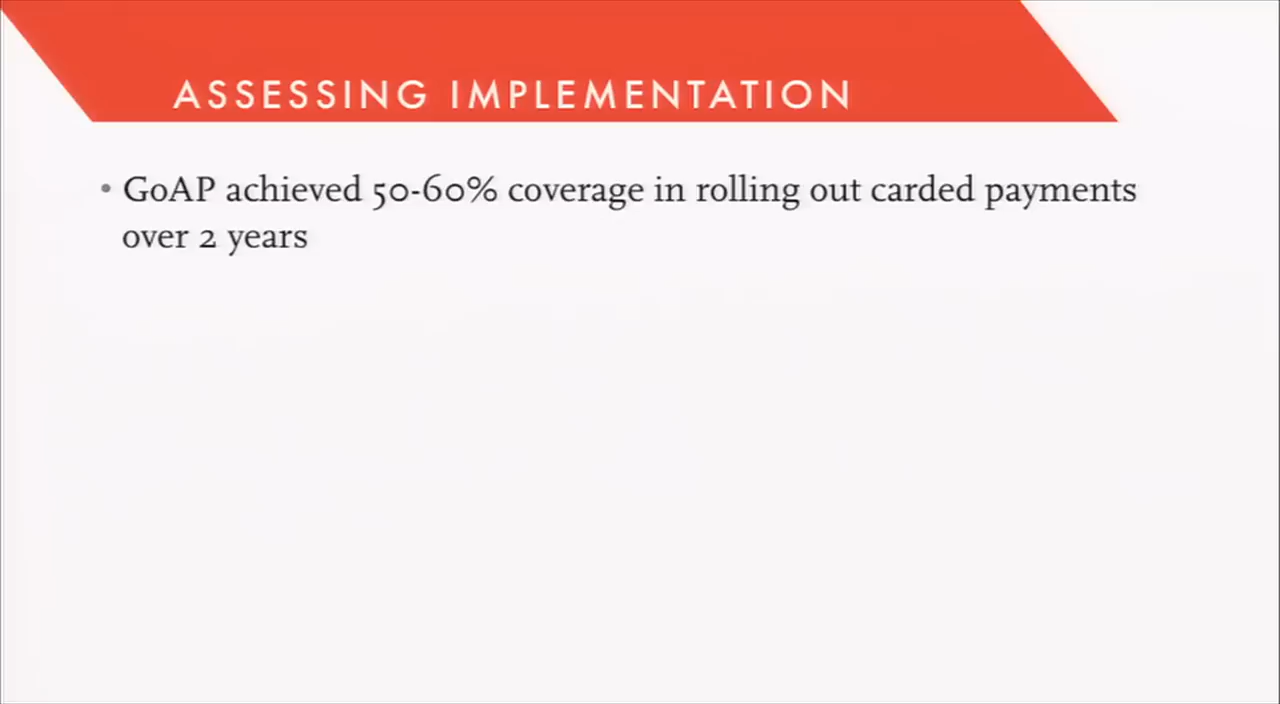 ASSESSING IMPLEMENTATION
• GoAP achieved 50-60% coverage in rolling out carded payments
over 2 years